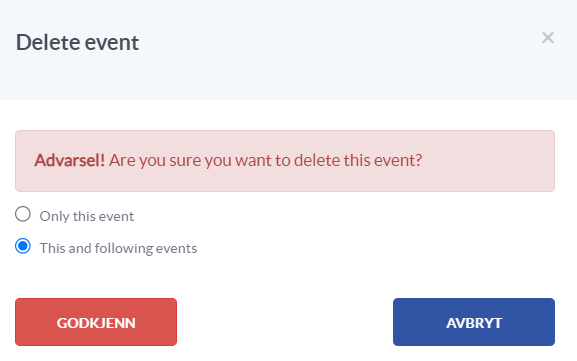 Delete event
×
Advarsel! Are you sure you want to delete this event?
Only this event
This and following events
GODKJENN
AVBRYT